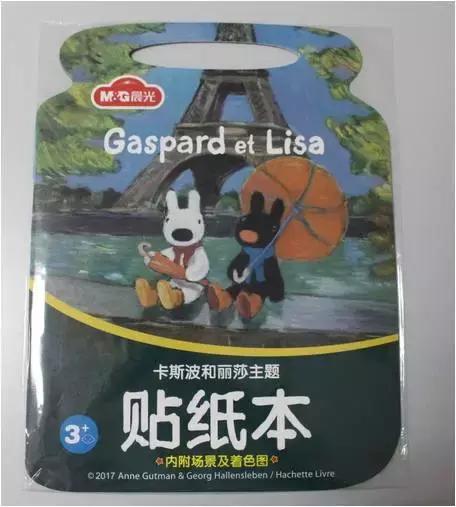 M&G晨光
Gaspard et Lisa
卡斯波和丽莎主题
贴纸本
3+
内附场景及着色图
©2017 Anne Gutman & Georg Hallensleben / Hachette Livre